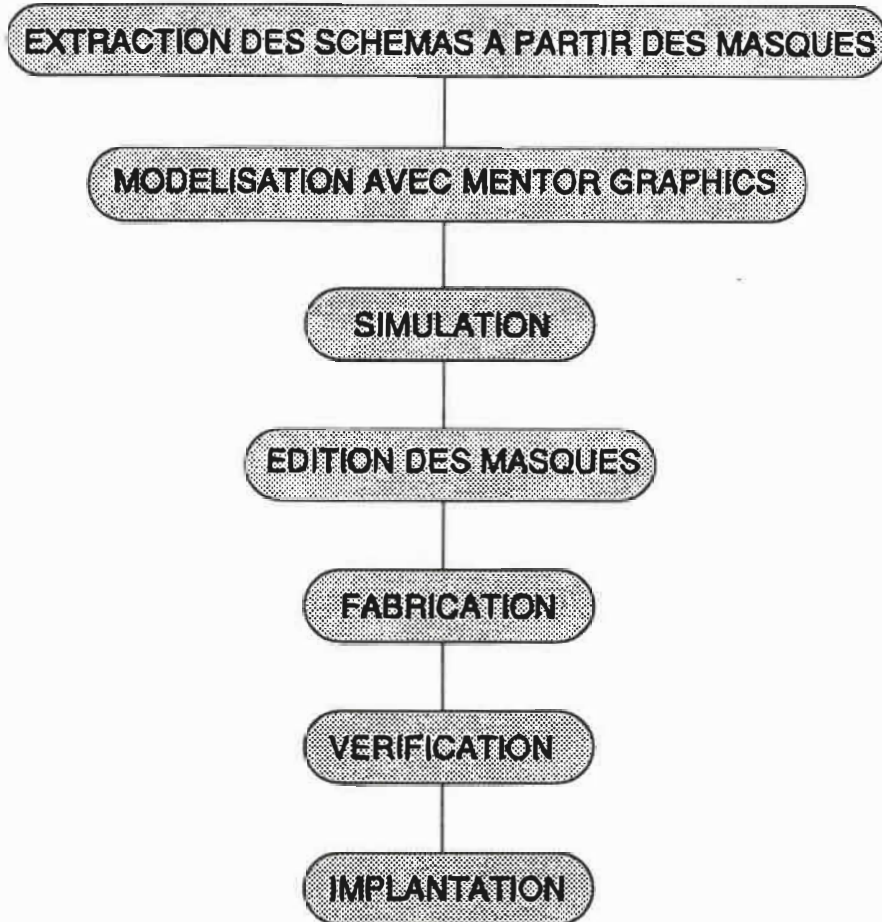 EXTRACTION DES SCHEMAS A PARTIR DES MASQUES
MODELISATION AVEC MENTOR GRAPHICS
SIMULATION
EDITION DES MASQUES
FABRICATION
VERIFICATION
IMPLANTATION